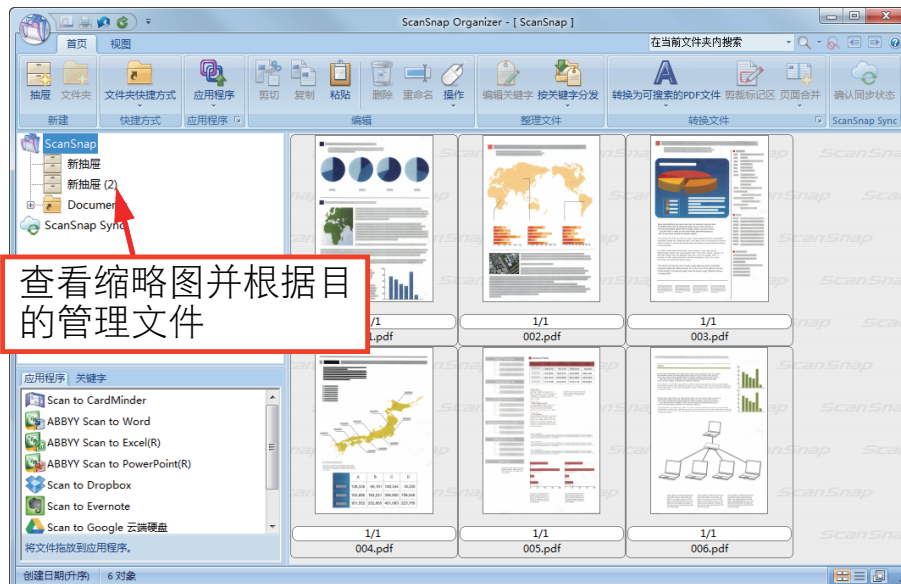 ScanSnap Organizer - [ ScanSnap ]
首页 视图
在当前文件夹内搜索
抽屉 文件夹 文件夹快捷方式 应用程序 剪切 复制 粘贴 删除 重命名 操作 编辑关键字 按关键字分发 转换为可搜索的PDF文件 剪裁标记区 页面合并 确认同步状态
新建 快捷方式 应用程序 编辑 整理文件 转换文件 ScanSnap Sync
ScanSnap
新抽屉
新抽屉 (2)
Documen
ScanSnap Sync
查看缩略图并根据目
的管理文件
1/1 1/1 1/1
1.pdf 002.pdf 003.pdf
应用程序 关键字
Scan to CardMinder
ABBYY Scan to Word
ABBYY Scan to Excel(R)
ABBYY Scan to PowerPoint(R)
Scan to Dropbox
Scan to Evernote
Scan to Google 云端硬盘
将文件拖放到应用程序。
A B C D
1/1 1/1 1/1
004.pdf 005.pdf 006.pdf
创建日期(升序) 6 对象